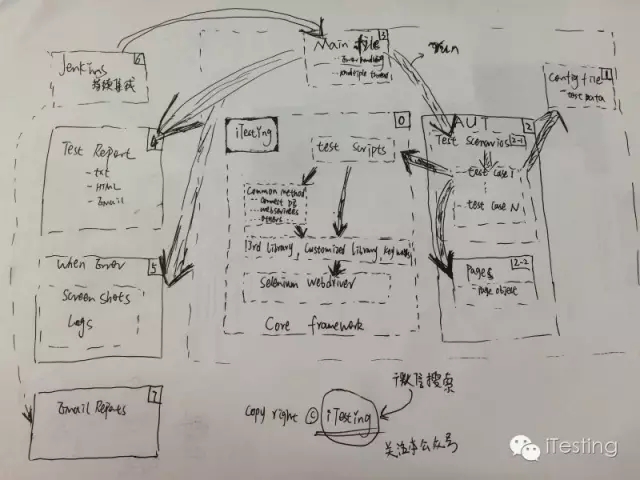 Main file
3
- Error handling
- multiple thread
Run
Jenkins
6
持续集成
Config file
1
- test data
Test Report
4
- txt
- HTML
- Email
iTesting
0
test scripts
Common method
- Connect DB
- webservices
- others
3rd Library, Customized Library, Key words
Selenium Webdriver
Core framework
AUT
2
Test Scenarios
2-1
test case 1
test case N
Pages
2-2
- Page object
When Error
5
Screen shots
Logs
Email Reports
7
Copy right © iTesting
微信搜索
关注本公众号
iTesting